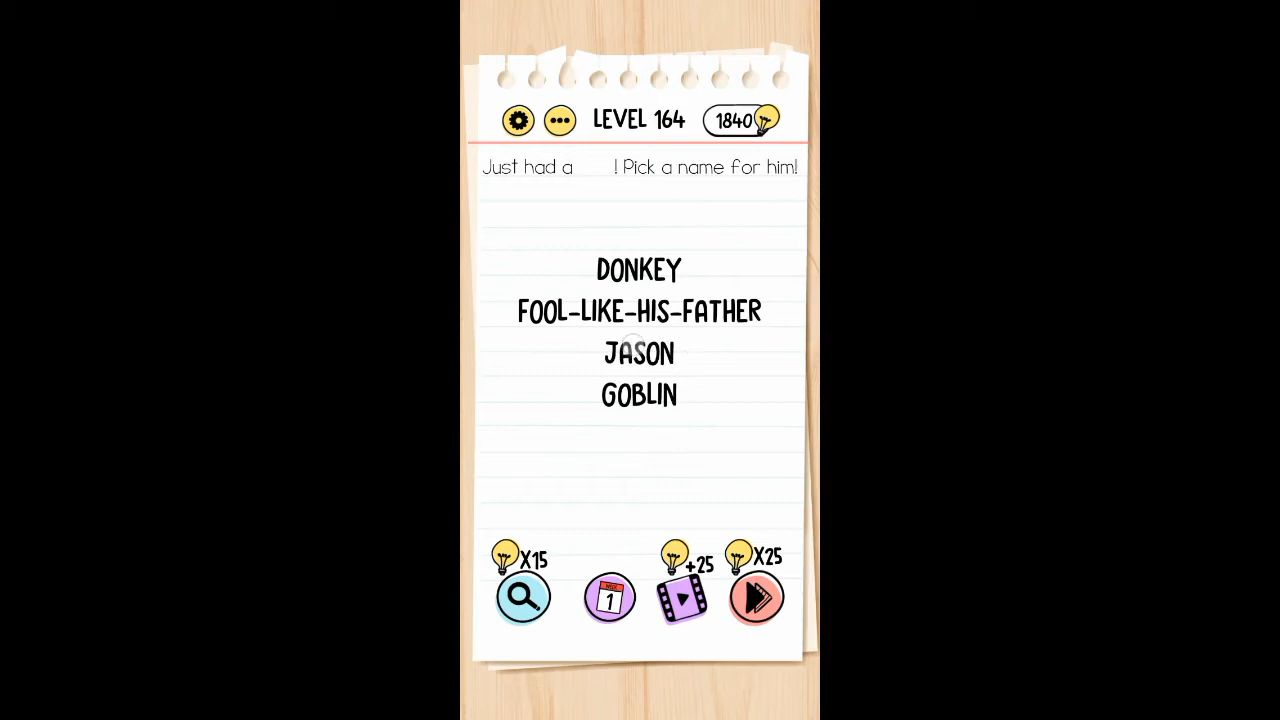 LEVEL 164
1840
Just had a ! Pick a name for him!
DONKEY
FOOL-LIKE-HIS-FATHER
JASON
GOBLIN
X15
1
+25
X25